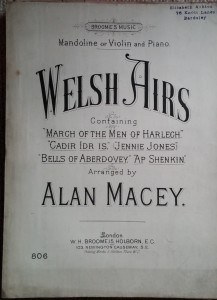 BROOME'S MUSIC
Mandoline or Violin and Piano.
WELSH AIRS
Containing
"MARCH OF THE MEN OF HARLECH."
"CADIR IDRIS," "JENNIE JONES,"
"BELLS OF ABERDOVEY," "AP SHENKIN,"
Arranged by
ALAN MACEY.
London
W. H. BROOME, 15, HOLBORN, E.C.
806